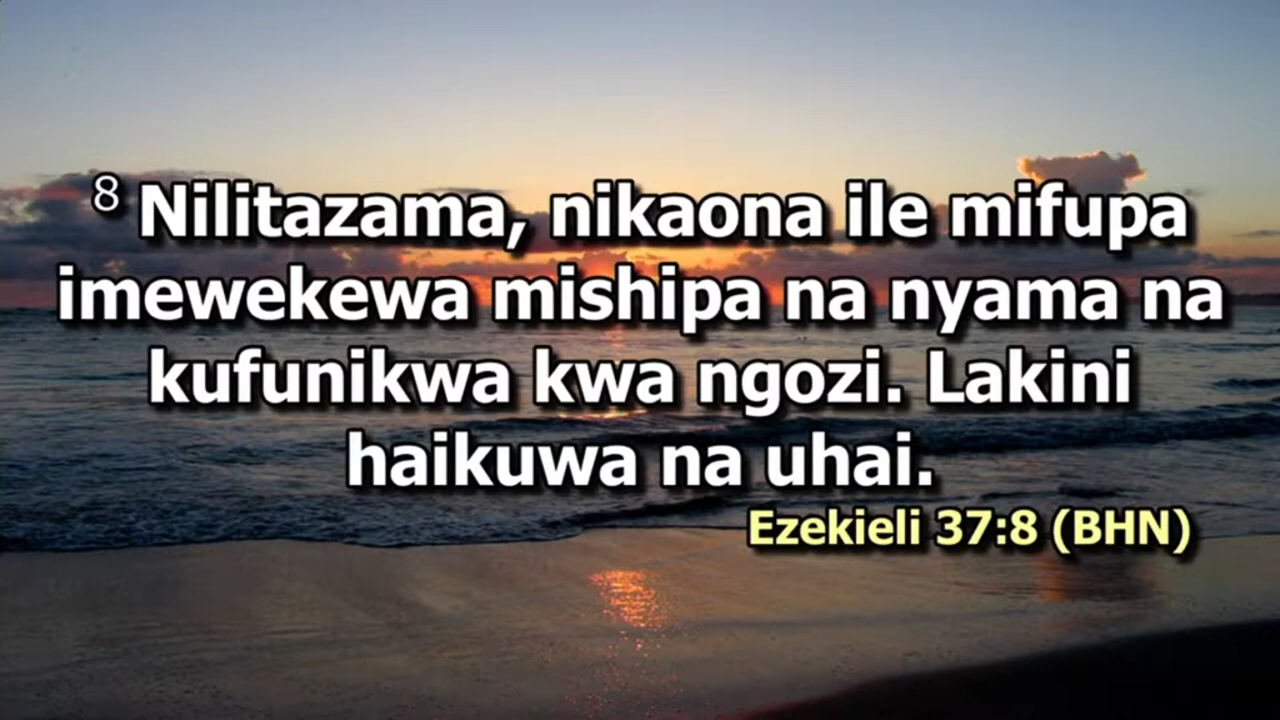 8 Nilitazama, nikaona ile mifupa
imewekewa mishipa na nyama na
kufunikwa kwa ngozi. Lakini
haikuwa na uhai.
Ezekieli 37:8 (BHN)